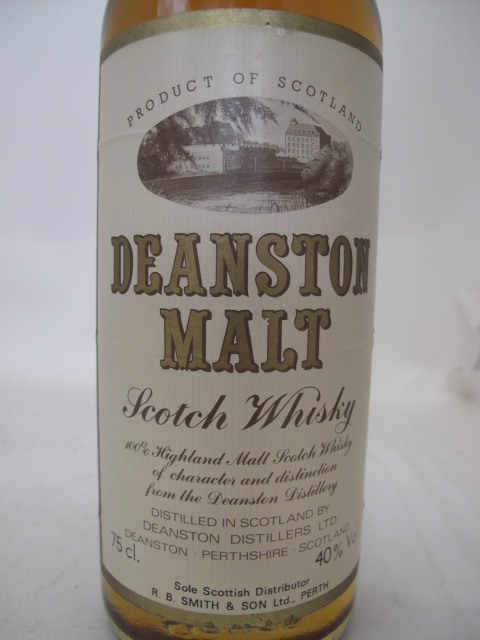 PRODUCT OF SCOTLAND
DEANSTON
MALT
Scotch Whisky
100% Highland Malt Scotch Whisky
of character and distinction
from the Deanston Distillery
DISTILLED IN SCOTLAND BY
DEANSTON DISTILLERS LTD.
DEANSTON · PERTHSHIRE · SCOTLAND
75 cl.
40% Vol
Sole Scottish Distributor
R. B. SMITH & SON Ltd., PERTH